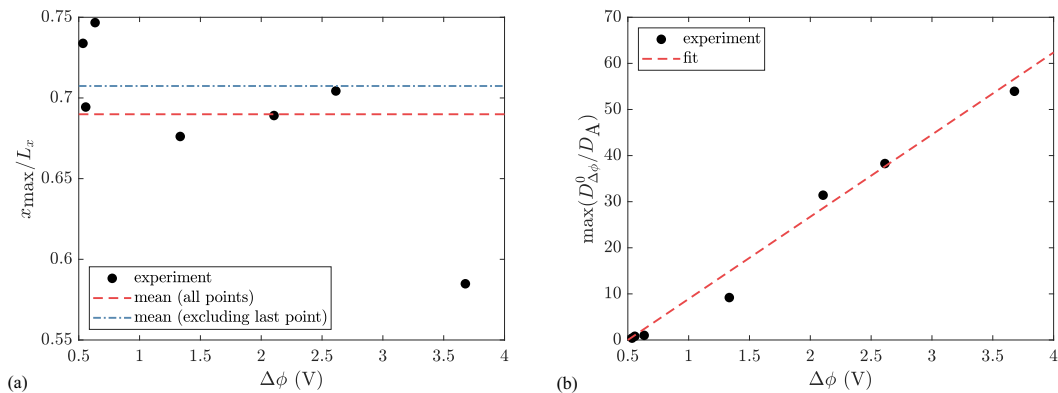 0.75
0.7
0.65
0.6
0.55
0.5
1
1.5
2
2.5
3
3.5
4
x_max/L_x
Δϕ (V)
experiment
mean (all points)
mean (excluding last point)
(a)
70
60
50
40
30
20
10
0
0.5
1
1.5
2
2.5
3
3.5
4
max(D^0_Δϕ/D_A)
Δϕ (V)
experiment
fit
(b)